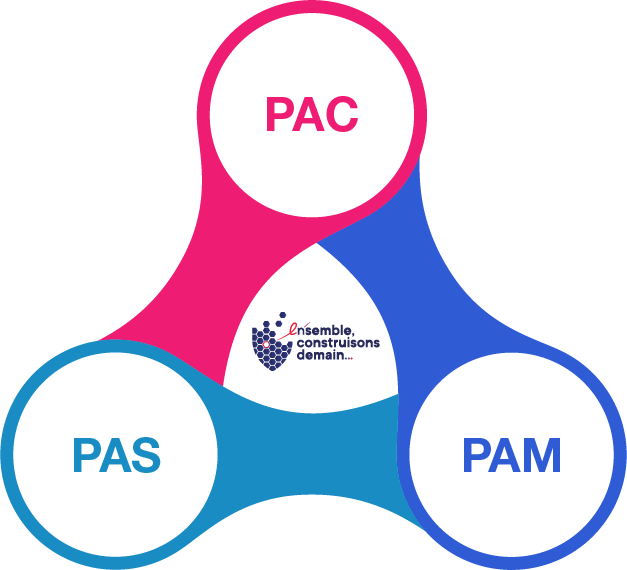 PAC
ensemble,
construisons
demain...
PAS
PAM